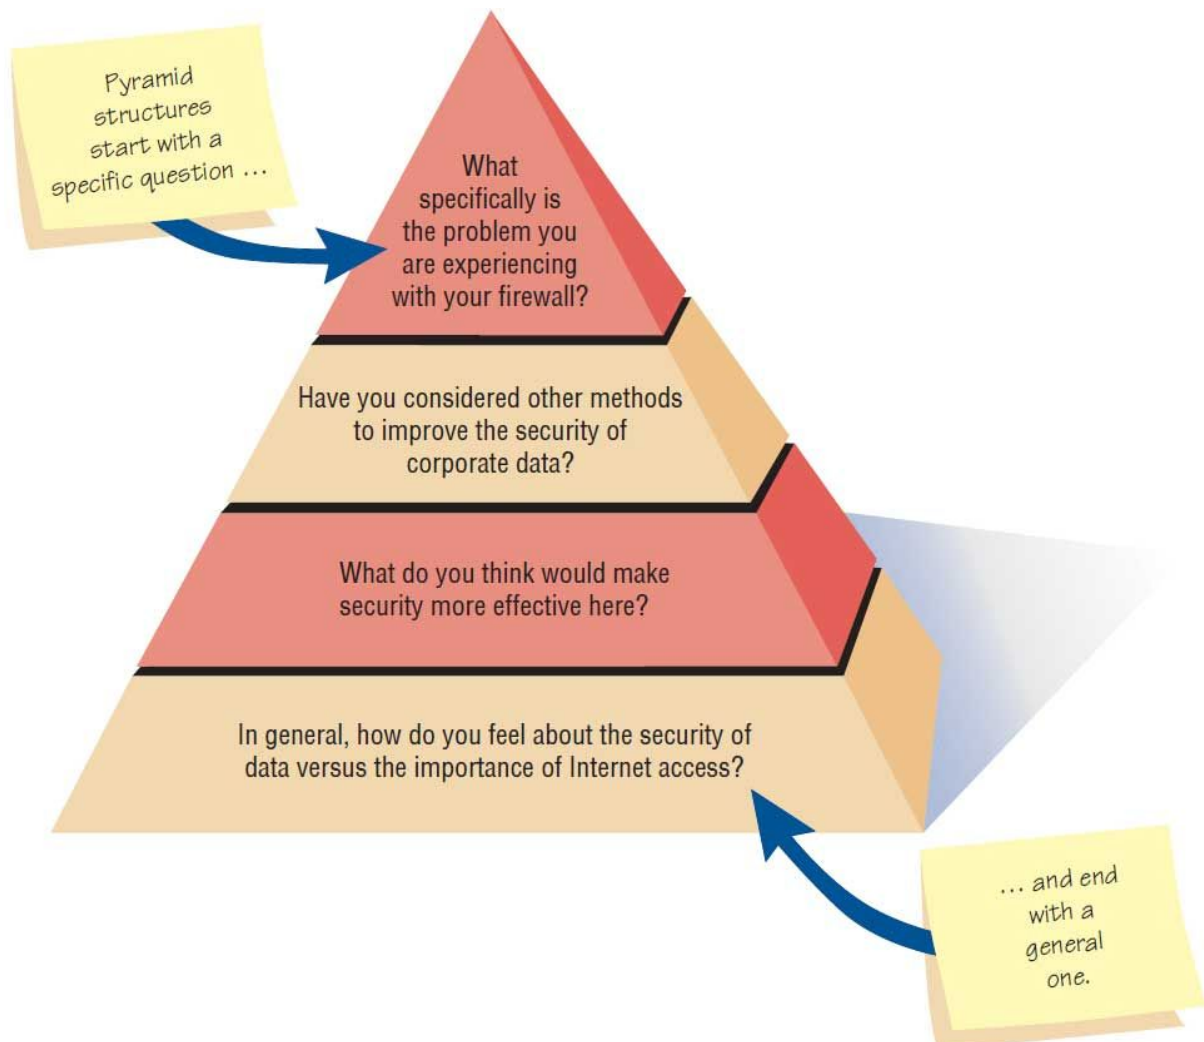 Pyramid
structures
start with a
specific question ...
What
specifically is
the problem you
are experiencing
with your firewall?
Have you considered other methods
to improve the security of
corporate data?
What do you think would make
security more effective here?
In general, how do you feel about the security of
data versus the importance of Internet access?
... and end
with a
general
one.